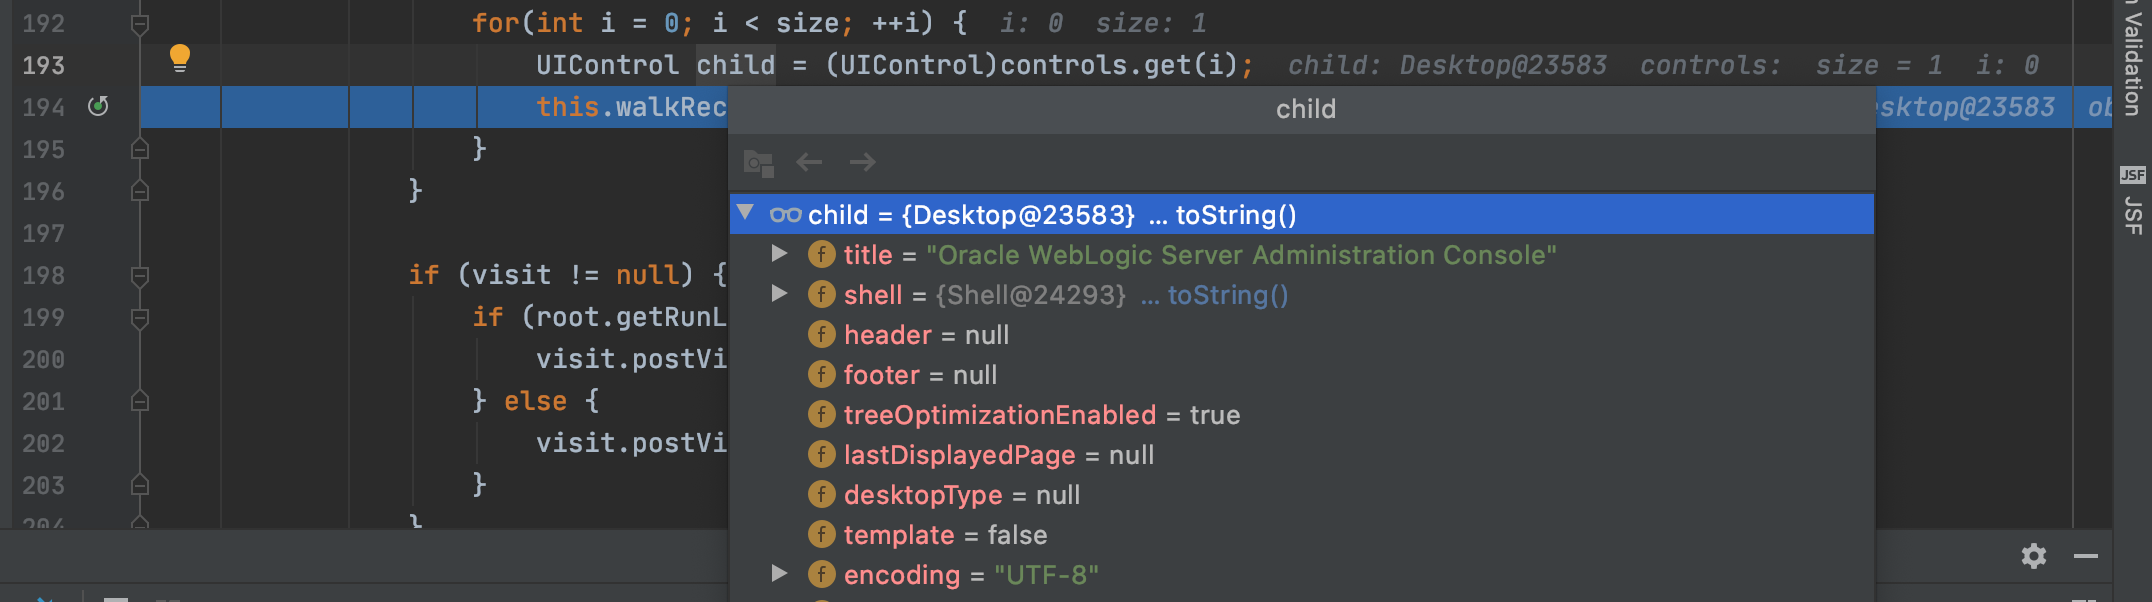 192 for(int i = 0; i < size; ++i) { i: 0 size: 1
193 UIControl child = (UIControl)controls.get(i); child: Desktop@23583 controls: size = 1 i: 0
194 this.walkRec sktop@23583 ob
child
195 }
196 }
197
child = {Desktop@23583} ... toString()
title = "Oracle WebLogic Server Administration Console"
198 if (visit != null) {
shell = {Shell@24293} ... toString()
199 if (root.getRunL
header = null
200 visit.postVi
footer = null
201 } else {
treeOptimizationEnabled = true
202 visit.postVi
lastDisplayedPage = null
203 }
desktopType = null
204 }
template = false
encoding = "UTF-8"
Validation
JSF
JSF